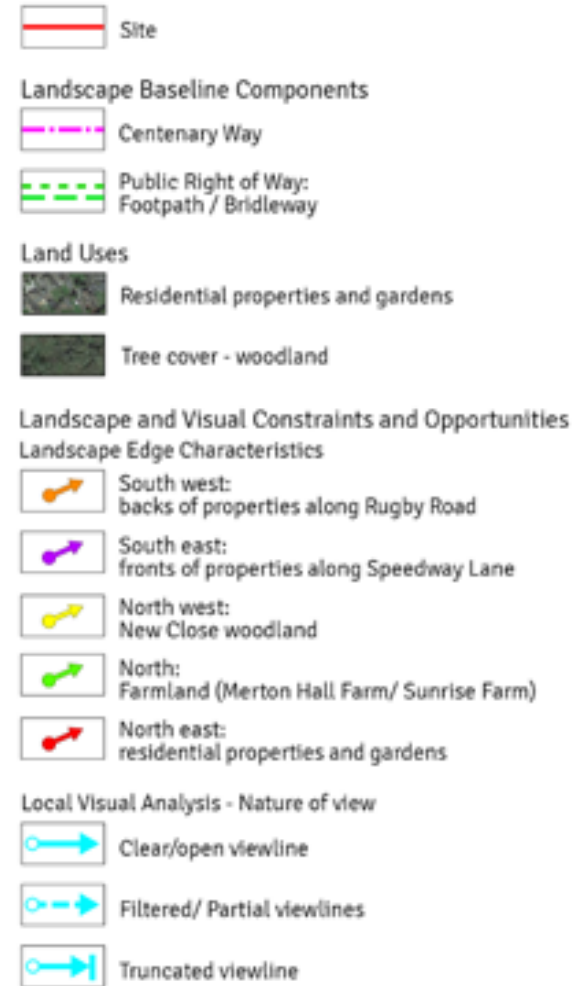 Site
Landscape Baseline Components
Centenary Way
Public Right of Way:
Footpath / Bridleway
Land Uses
Residential properties and gardens
Tree cover - woodland
Landscape and Visual Constraints and Opportunities
Landscape Edge Characteristics
South west:
backs of properties along Rugby Road
South east:
fronts of properties along Speedway Lane
North west:
New Close woodland
North:
Farmland (Merton Hall Farm/ Sunrise Farm)
North east:
residential properties and gardens
Local Visual Analysis - Nature of view
Clear/open viewline
Filtered/ Partial viewlines
Truncated viewline